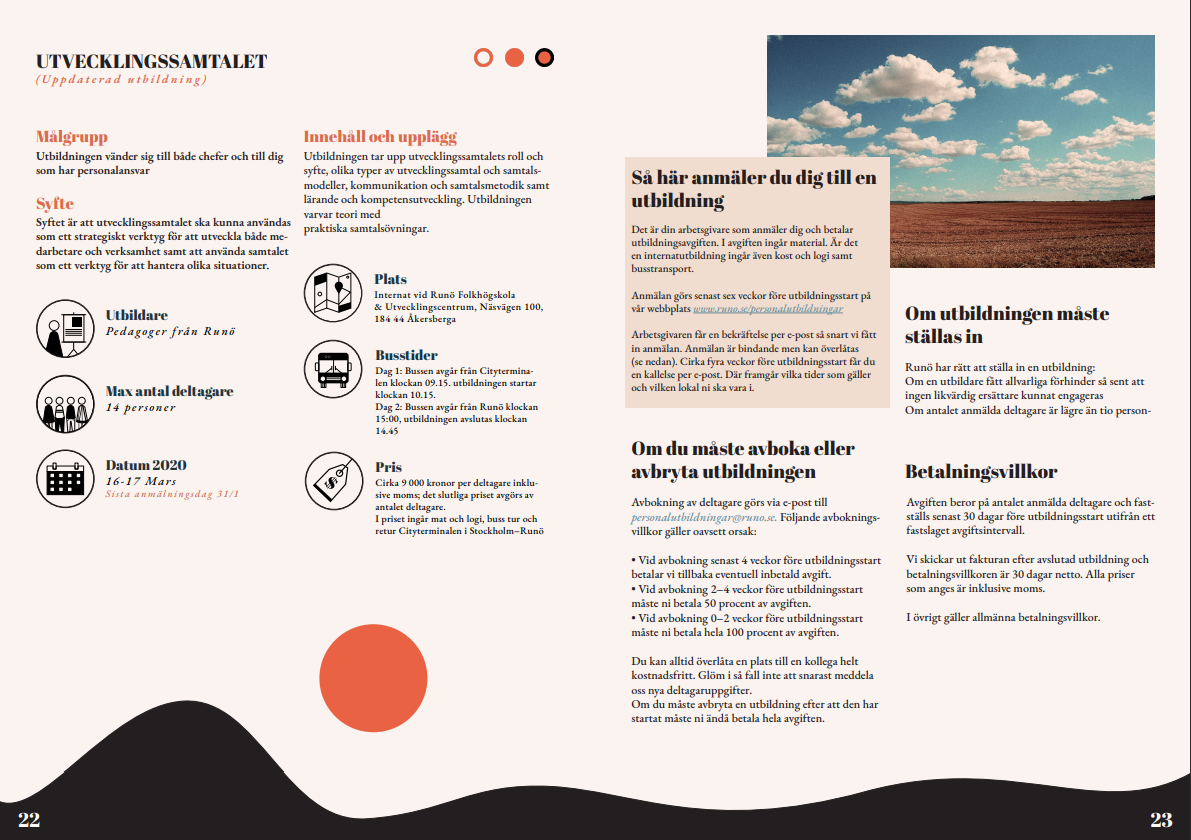 UTVECKLINGSSAMTALET
(Uppdaterad utbildning)
Målgrupp
Utbildningen vänder sig till både chefer och till dig
som har personalansvar
Syfte
Syftet är att utvecklingssamtalet ska kunna användas
som ett strategiskt verktyg för att utveckla både me-
darbetare och verksamhet samt att använda samtalet
som ett verktyg för att hantera olika situationer.
Utbildare
Pedagoger från Runö
Max antal deltagare
14 personer
Datum 2020
16-17 Mars
Sista anmälningsdag 31/1
Innehåll och upplägg
Utbildningen tar upp utvecklingssamtalets roll och
syfte, olika typer av utvecklingssamtal och samtals-
modeller, kommunikation och samtalsmetodik samt
lärande och kompetensutveckling. Utbildningen
varvar teori med
praktiska samtalsövningar.
Plats
Internat vid Runö Folkhögskola
& Utvecklingscentrum, Näsvägen 100,
184 44 Åkersberga
Busstider
Dag 1: Bussen avgår från Citytermina-
len klockan 09.15. utbildningen startar
klockan 10.15.
Dag 2: Bussen avgår från Runö klockan
15:00, utbildningen avslutas klockan
14.45
Pris
Cirka 9 000 kronor per deltagare inklu-
sive moms; det slutliga priset avgörs av
antalet deltagare.
I priset ingår mat och logi, buss tur och
retur Cityterminalen i Stockholm–Runö
22
Så här anmäler du dig till en
utbildning
Det är din arbetsgivare som anmäler dig och betalar
utbildningsavgiften. I avgiften ingår material. Är det
en internatutbildning ingår även kost och logi samt
busstransport.
Anmälan görs senast sex veckor före utbildningsstart på
vår webbplats www.runo.se/personalutbildningar
Arbetsgivaren får en bekräftelse per e-post så snart vi fått
in anmälan. Anmälan är bindande men kan överlåtas
(se nedan). Cirka fyra veckor före utbildningsstart får du
en kallelse per e-post. Där framgår vilka tider som gäller
och vilken lokal ni ska vara i.
Om du måste avboka eller
avbryta utbildningen
Avbokning av deltagare görs via e-post till
personalutbildningar@runo.se. Följande avboknings-
villkor gäller oavsett orsak:
• Vid avbokning senast 4 veckor före utbildningsstart
betalar vi tillbaka eventuell inbetald avgift.
• Vid avbokning 2–4 veckor före utbildningsstart
måste ni betala 50 procent av avgiften.
• Vid avbokning 0–2 veckor före utbildningsstart
måste ni betala hela 100 procent av avgiften.
Du kan alltid överlåta en plats till en kollega helt
kostnadsfritt. Glöm i så fall inte att snarast meddela
oss nya deltagaruppgifter.
Om du måste avbryta en utbildning efter att den har
startat måste ni ändå betala hela avgiften.
Om utbildningen måste
ställas in
Runö har rätt att ställa in en utbildning:
Om en utbildare fått allvarliga förhinder så sent att
ingen likvärdig ersättare kunnat engageras
Om antalet anmälda deltagare är lägre än tio person-
Betalningsvillkor
Avgiften beror på antalet anmälda deltagare och fast-
ställs senast 30 dagar före utbildningsstart utifrån ett
fastslaget avgiftsintervall.
Vi skickar ut fakturan efter avslutad utbildning och
betalningsvillkoren är 30 dagar netto. Alla priser
som anges är inklusive moms.
I övrigt gäller allmänna betalningsvillkor.
23